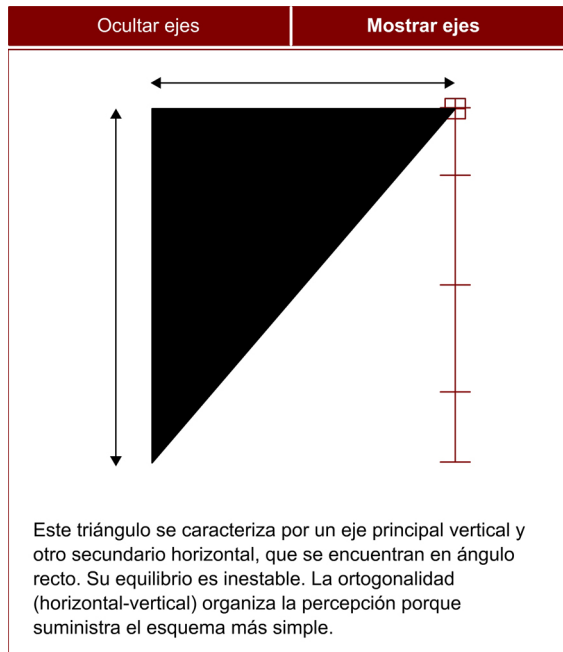 Ocultar ejes
Mostrar ejes
Este triángulo se caracteriza por un eje principal vertical y
otro secundario horizontal, que se encuentran en ángulo
recto. Su equilibrio es inestable. La ortogonalidad
(horizontal-vertical) organiza la percepción porque
suministra el esquema más simple.